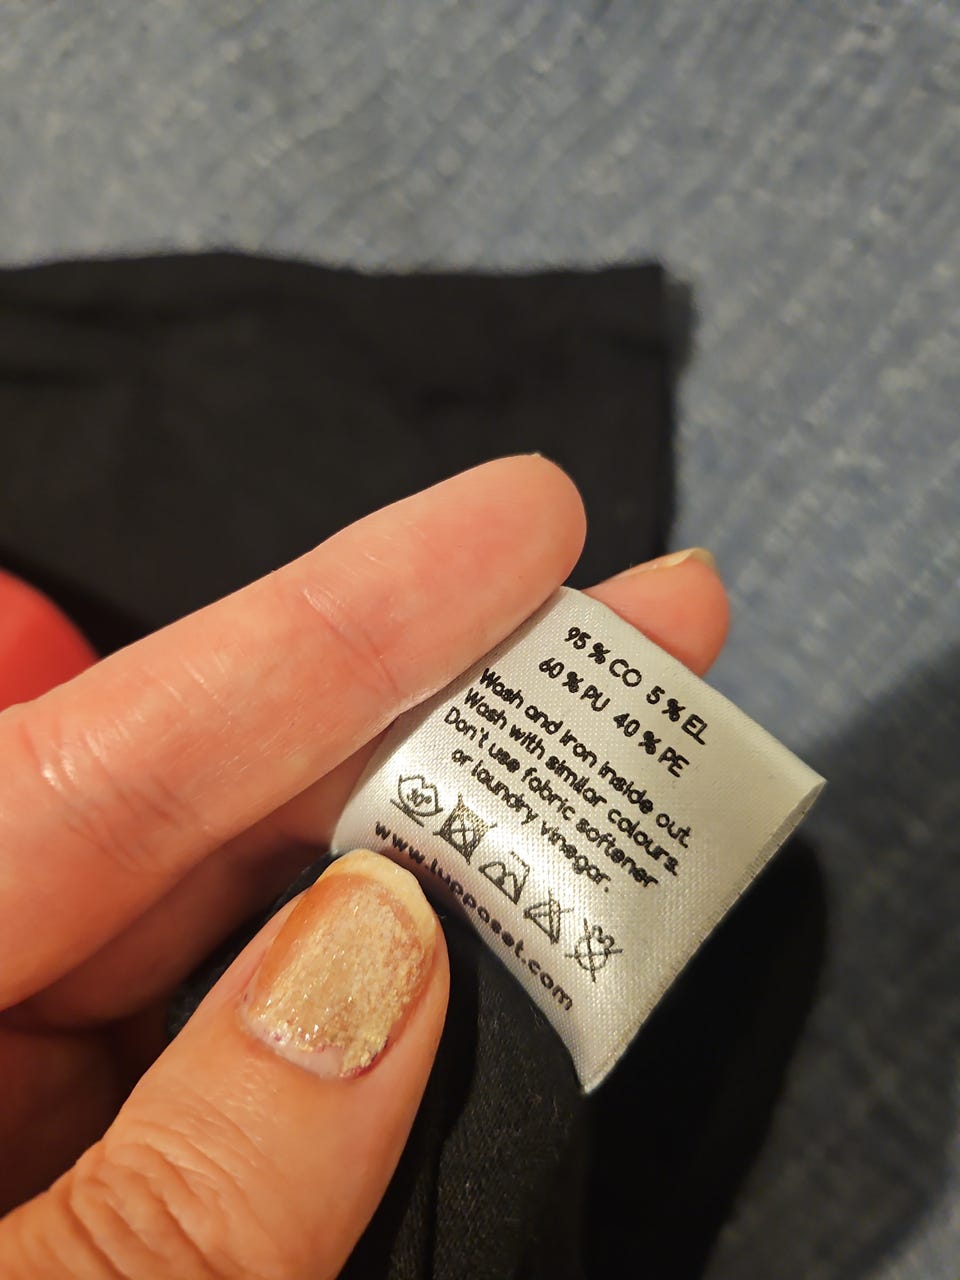 95 % CO 5 % EL
60 % PU 40 % PE
Wash and iron inside out.
Wash with similar colours.
Don't use fabric softener
or laundry vinegar.
www.lupposet.com